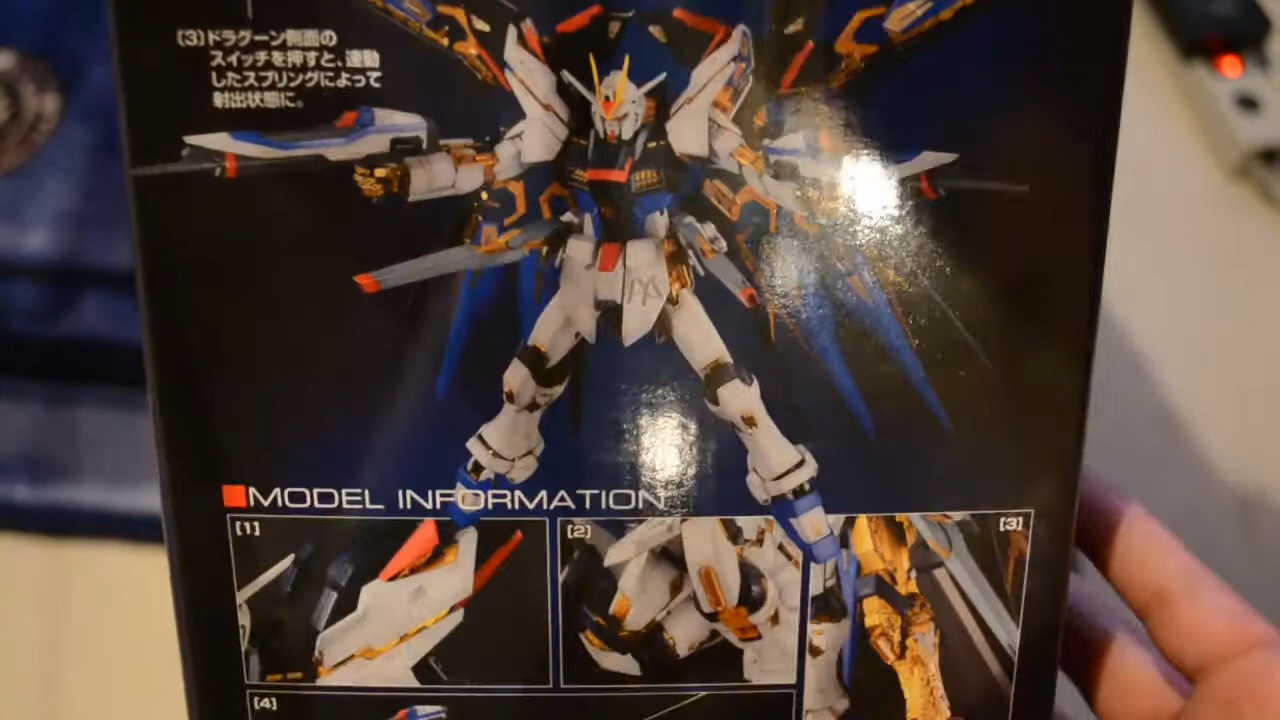 [3]ドラグーン側面の
スイッチを押すと、連動
したスプリングによって
射出状態に。
MODEL INFORMATION
[1]
[2]
[3]
[4]